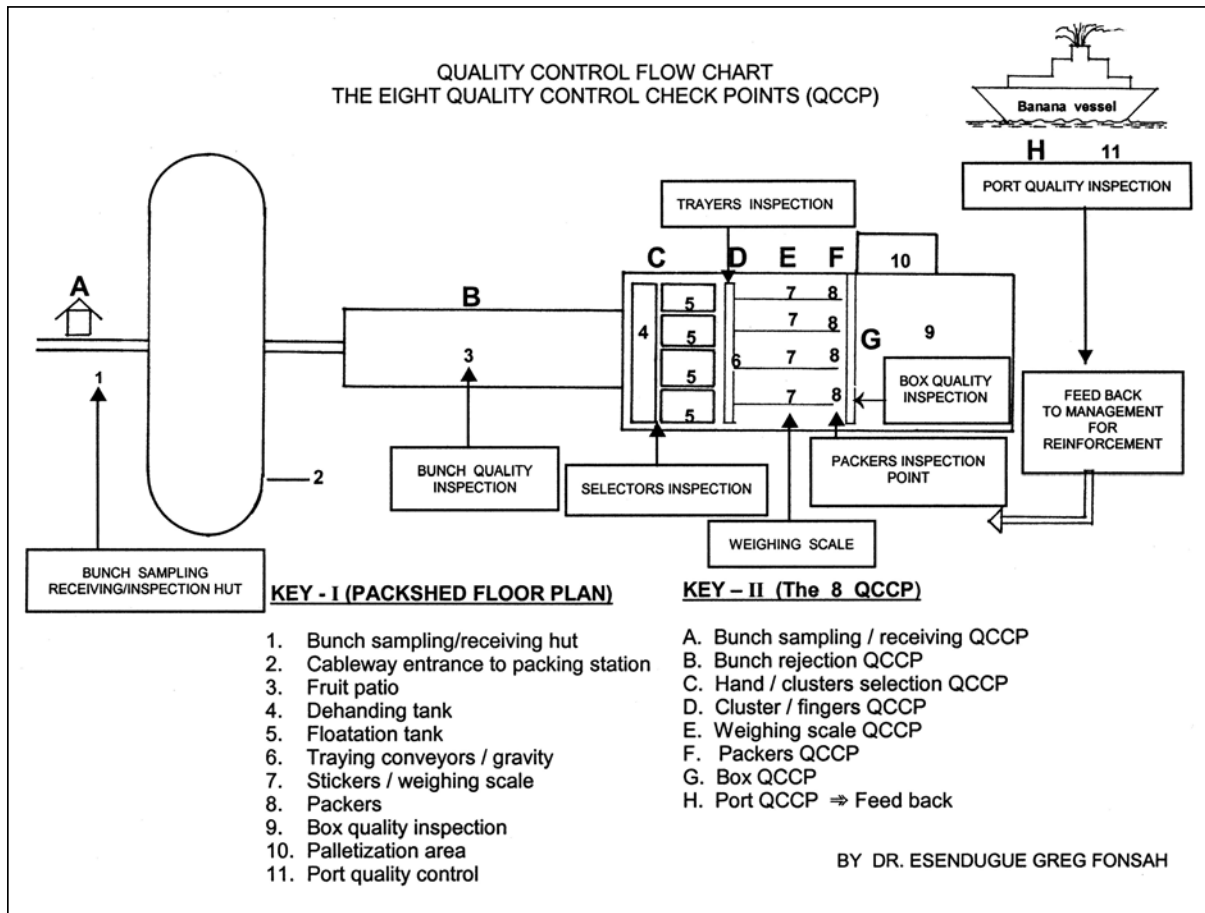 QUALITY CONTROL FLOW CHART
THE EIGHT QUALITY CONTROL CHECK POINTS (QCCP)
Banana vessel
H 11
PORT QUALITY INSPECTION
TRAYERS INSPECTION
A
B
C
D
E
F
10
5
7
8
5
7
8
4
3
5
6
7
8
G
9
1
5
7
8
BOX QUALITY
INSPECTION
FEED BACK
TO MANAGEMENT
FOR
REINFORCEMENT
2
BUNCH QUALITY
INSPECTION
SELECTORS INSPECTION
PACKERS INSPECTION
POINT
WEIGHING SCALE
BUNCH SAMPLING
RECEIVING/INSPECTION HUT
KEY - I (PACKSHED FLOOR PLAN)
1. Bunch sampling/receiving hut
2. Cableway entrance to packing station
3. Fruit patio
4. Dehanding tank
5. Floatation tank
6. Traying conveyors / gravity
7. Stickers / weighing scale
8. Packers
9. Box quality inspection
10. Palletization area
11. Port quality control
KEY – II (The 8 QCCP)
A. Bunch sampling / receiving QCCP
B. Bunch rejection QCCP
C. Hand / clusters selection QCCP
D. Cluster / fingers QCCP
E. Weighing scale QCCP
F. Packers QCCP
G. Box QCCP
H. Port QCCP ⇒ Feed back
BY DR. ESENDUGUE GREG FONSAH